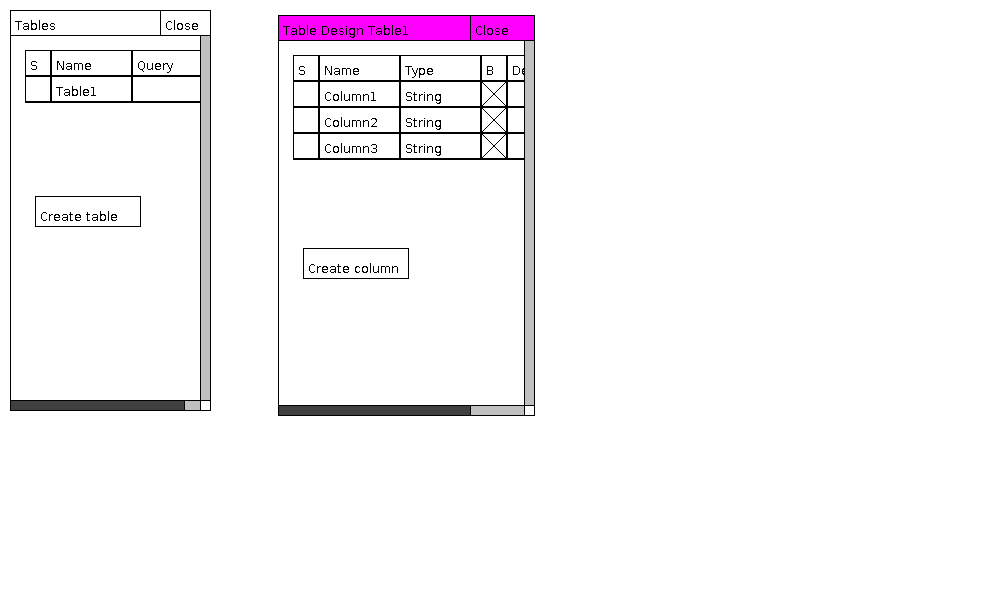 Tables Close
S Name Query
Table1
Create table
Table Design Table1 Close
S Name Type B De
Column1 String
Column2 String
Column3 String
Create column